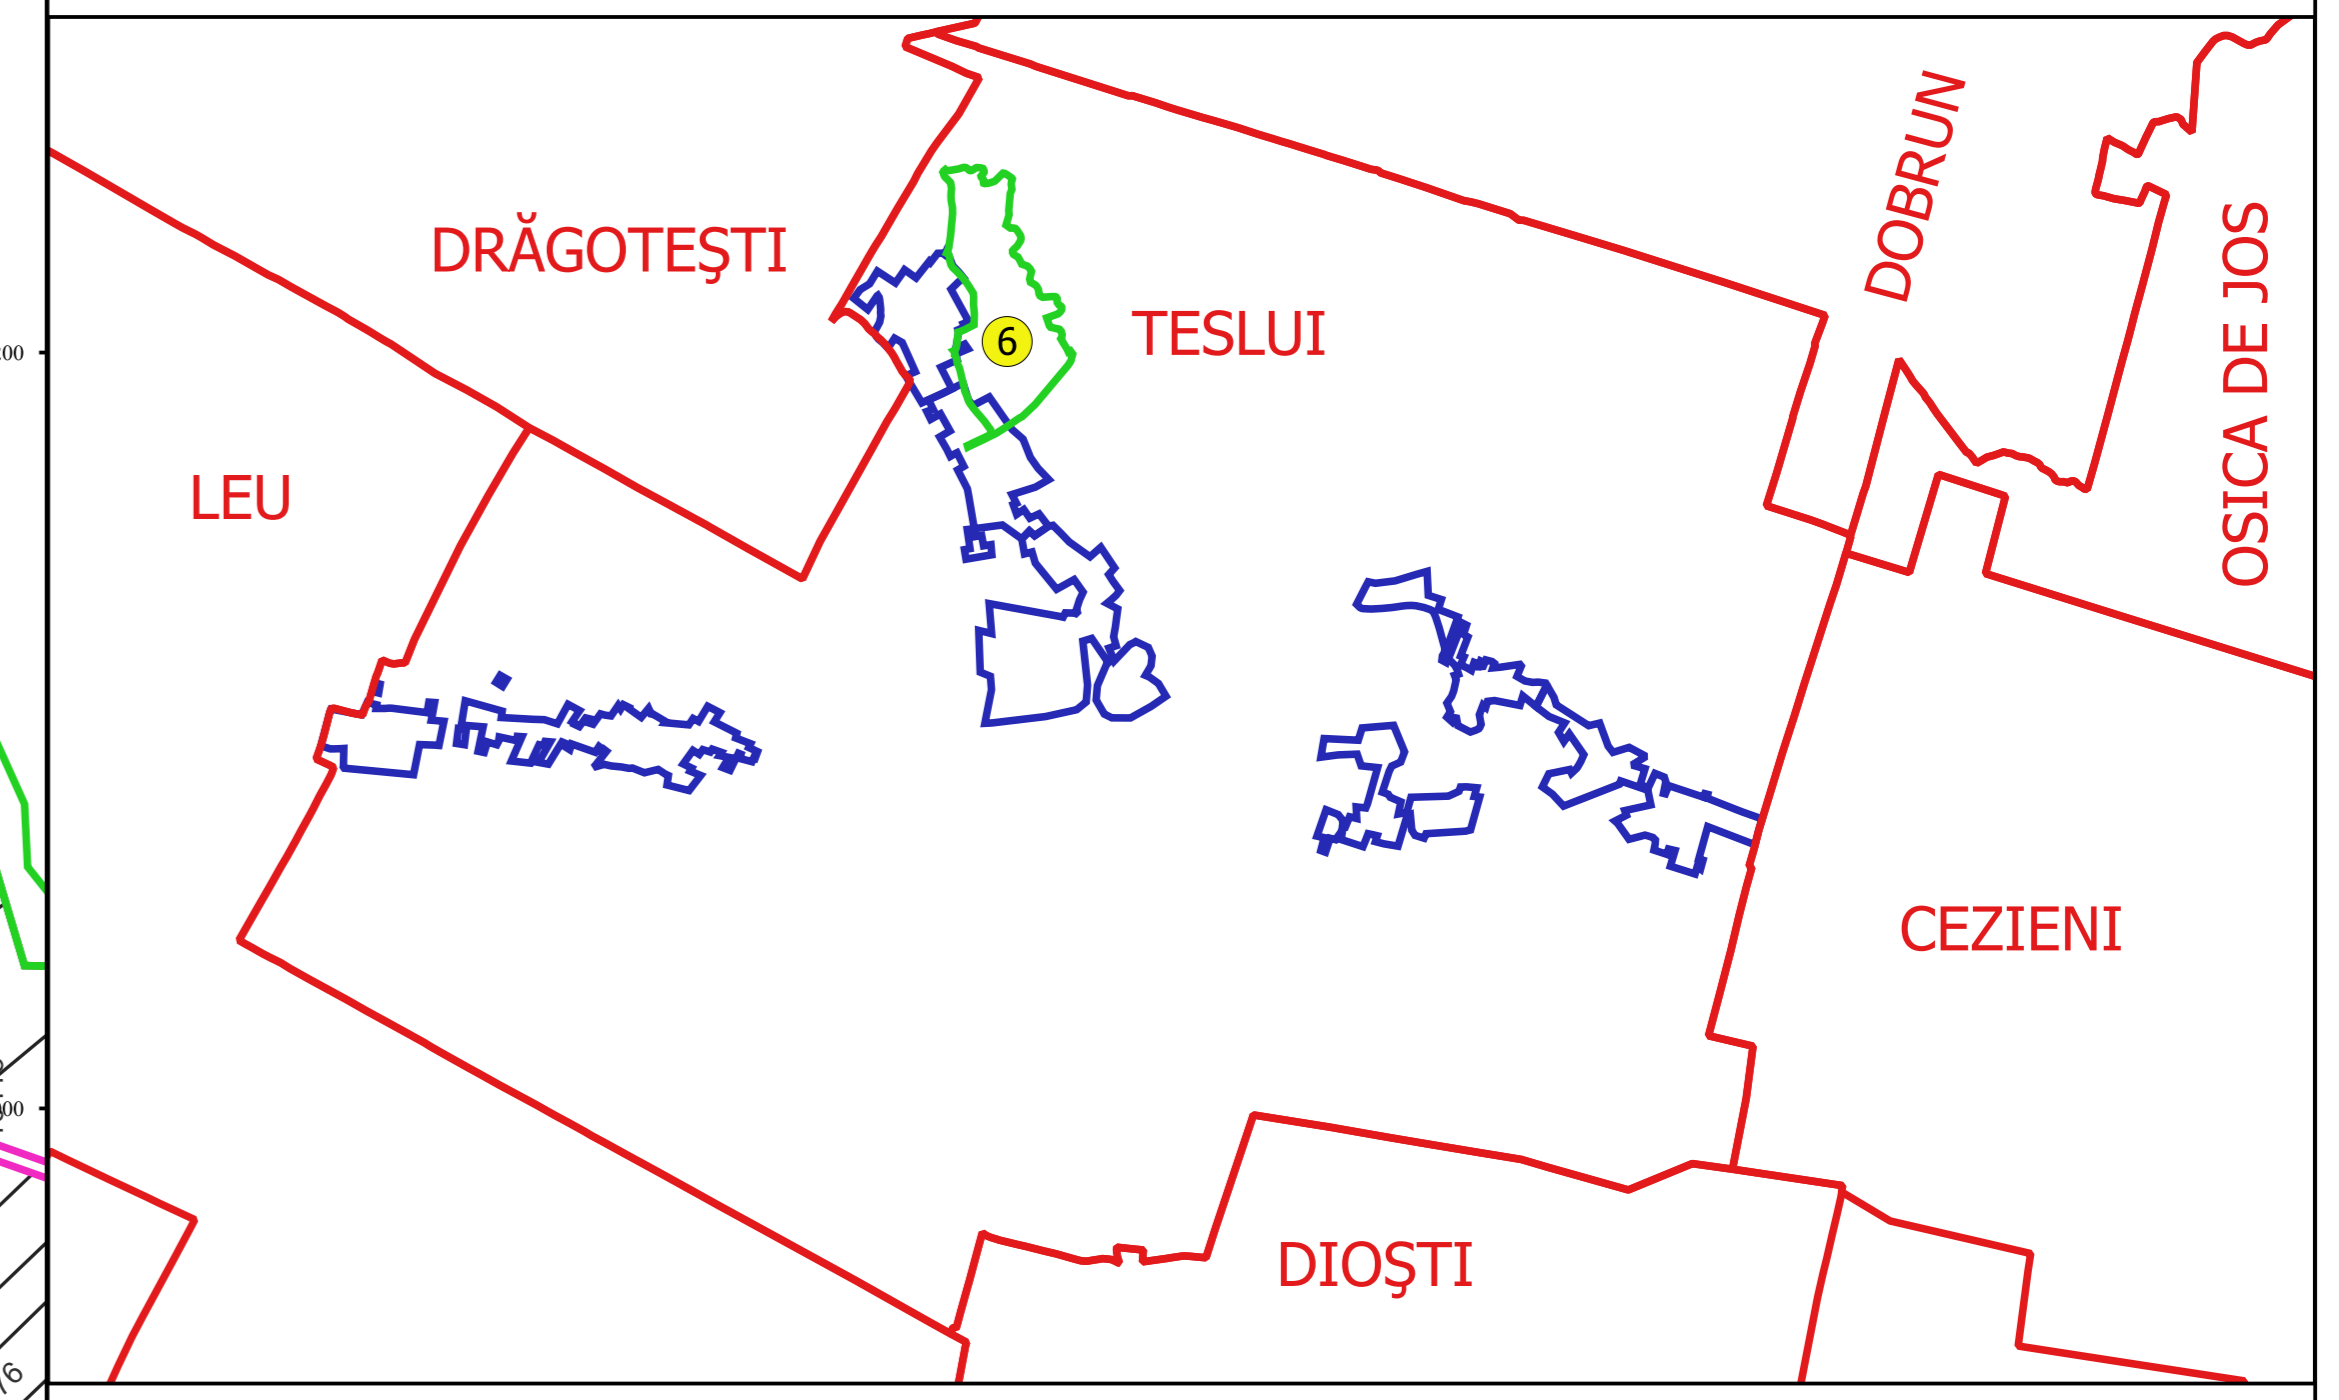 DOBRUN
OSICA DE JOS
DRĂGOTEŞTI
TESLUI
6
LEU
CEZIENI
DIOŞTI